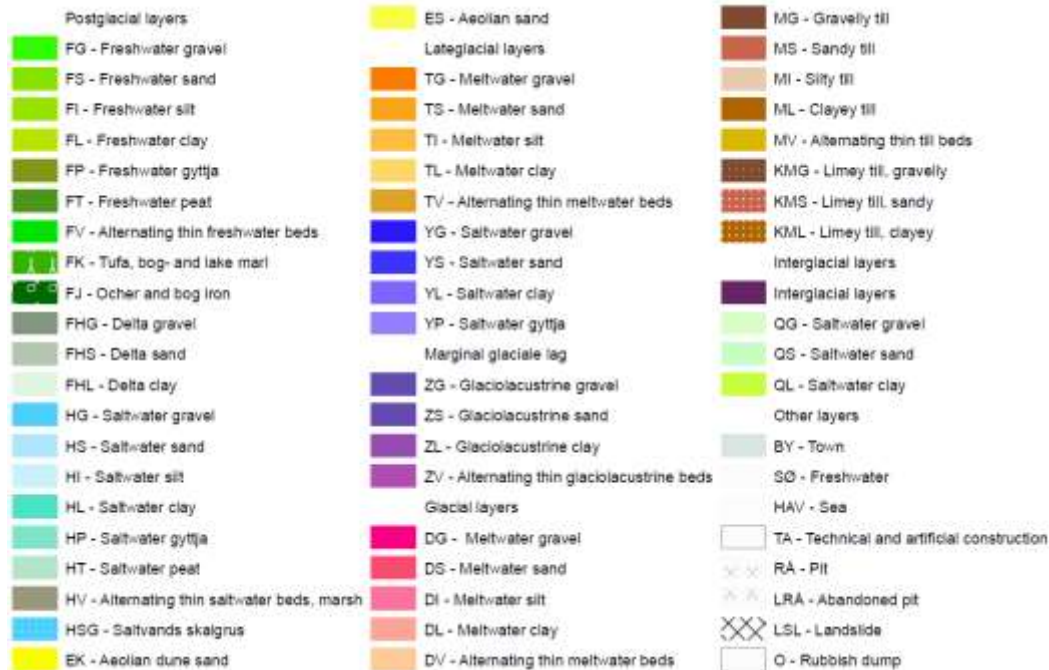 Postglacial layers
FG - Freshwater gravel
FS - Freshwater sand
FI - Freshwater silt
FL - Freshwater clay
FP - Freshwater gyttja
FT - Freshwater peat
FV - Alternating thin freshwater beds
FK - Tufa, bog- and lake marl
FJ - Ocher and bog iron
FHG - Delta gravel
FHS - Delta sand
FHL - Delta clay
HG - Saltwater gravel
HS - Saltwater sand
HI - Saltwater silt
HL - Saltwater clay
HP - Saltwater gyttja
HT - Saltwater peat
HV - Alternating thin saltwater beds, marsh
HSG - Saltvands skalgrus
EK - Aeolian dune sand
ES - Aeolian sand
Lateglacial layers
TG - Meltwater gravel
TS - Meltwater sand
TI - Meltwater silt
TL - Meltwater clay
TV - Alternating thin meltwater beds
YG - Saltwater gravel
YS - Saltwater sand
YL - Saltwater clay
YP - Saltwater gyttja
Marginal glaciale lag
ZG - Glaciolacustrine gravel
ZS - Glaciolacustrine sand
ZL - Glaciolacustrine clay
ZV - Alternating thin glaciolacustrine beds
Glacial layers
DG - Meltwater gravel
DS - Meltwater sand
DI - Meltwater silt
DL - Meltwater clay
DV - Alternating thin meltwater beds
MG - Gravelly till
MS - Sandy till
MI - Silty till
ML - Clayey till
MV - Alternating thin till beds
KMG - Limey till, gravelly
KMS - Limey till, sandy
KML - Limey till, clayey
Interglacial layers
Interglacial layers
QG - Saltwater gravel
QS - Saltwater sand
QL - Saltwater clay
Other layers
BY - Town
SØ - Freshwater
HAV - Sea
TA - Technical and artificial construction
RÅ - Pit
LRÅ - Abandoned pit
LSL - Landslide
O - Rubbish dump